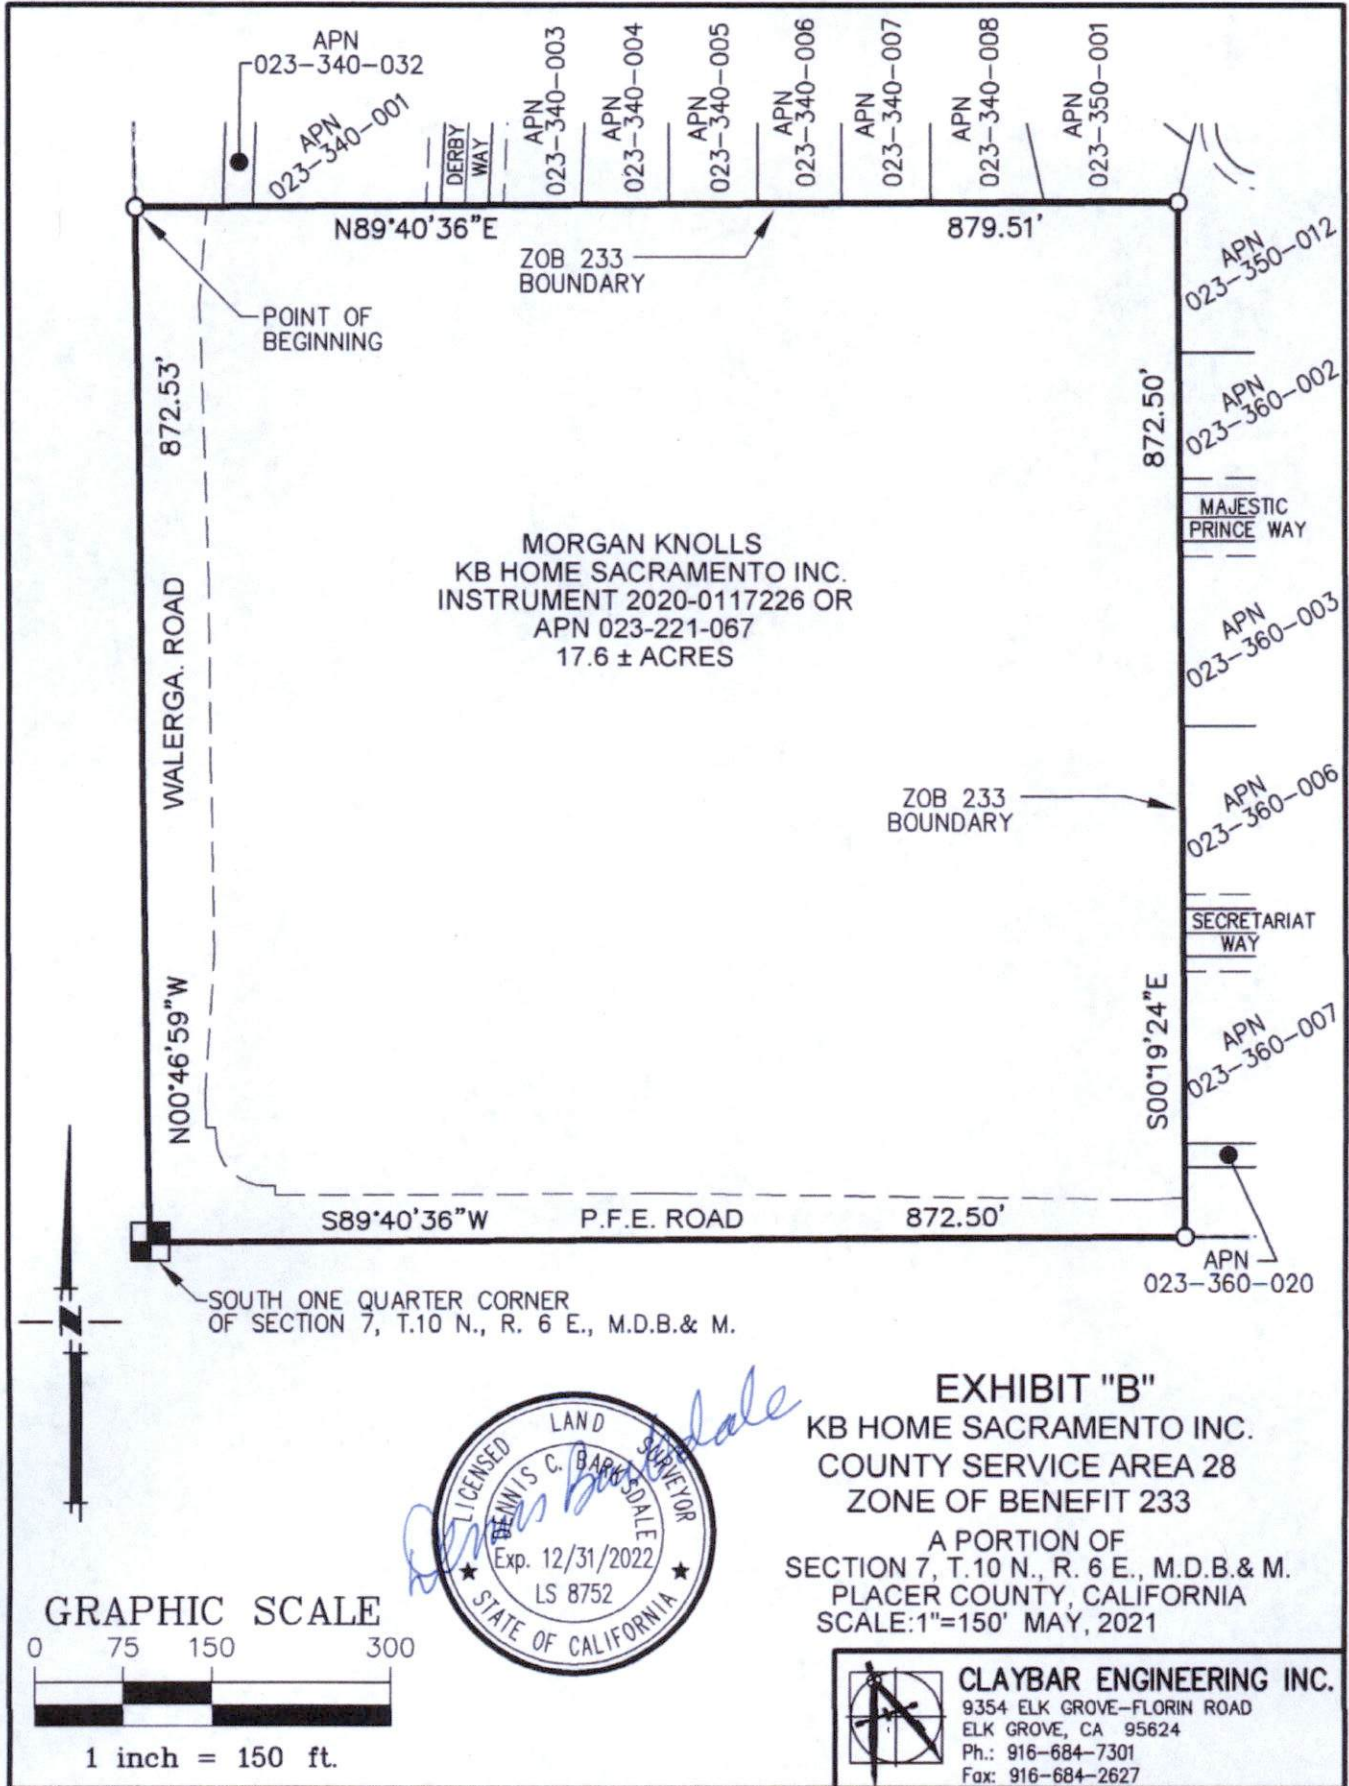 APN
023-340-032
APN
023-340-001
DERBY
WAY
APN
023-340-003
APN
023-340-004
APN
023-340-005
APN
023-340-006
APN
023-340-007
APN
023-340-008
APN
023-350-001
N89°40'36"E
879.51'
ZOB 233
BOUNDARY
POINT OF
BEGINNING
872.53'
WALERGA. ROAD
N00°46'59"W
872.50'
APN
023-350-012
APN
023-360-002
MAJESTIC
PRINCE WAY
MORGAN KNOLLS
KB HOME SACRAMENTO INC.
INSTRUMENT 2020-0117226 OR
APN 023-221-067
17.6 ± ACRES
APN
023-360-003
APN
023-360-006
ZOB 233
BOUNDARY
SECRETARIAT
WAY
S00°19'24"E
APN
023-360-007
S89°40'36"W
P.F.E. ROAD
872.50'
APN
023-360-020
SOUTH ONE QUARTER CORNER
OF SECTION 7, T.10 N., R. 6 E., M.D.B.& M.
N
LICENSED LAND SURVEYOR
DENNIS C. BARKSDALE
Exp. 12/31/2022
LS 8752
STATE OF CALIFORNIA
Dennis Barksdale
EXHIBIT "B"
KB HOME SACRAMENTO INC.
COUNTY SERVICE AREA 28
ZONE OF BENEFIT 233
A PORTION OF
SECTION 7, T.10 N., R. 6 E., M.D.B.& M.
PLACER COUNTY, CALIFORNIA
SCALE:1"=150' MAY, 2021
GRAPHIC SCALE
0 75 150 300
1 inch = 150 ft.
CLAYBAR ENGINEERING INC.
9354 ELK GROVE-FLORIN ROAD
ELK GROVE, CA 95624
Ph.: 916-684-7301
Fax: 916-684-2627